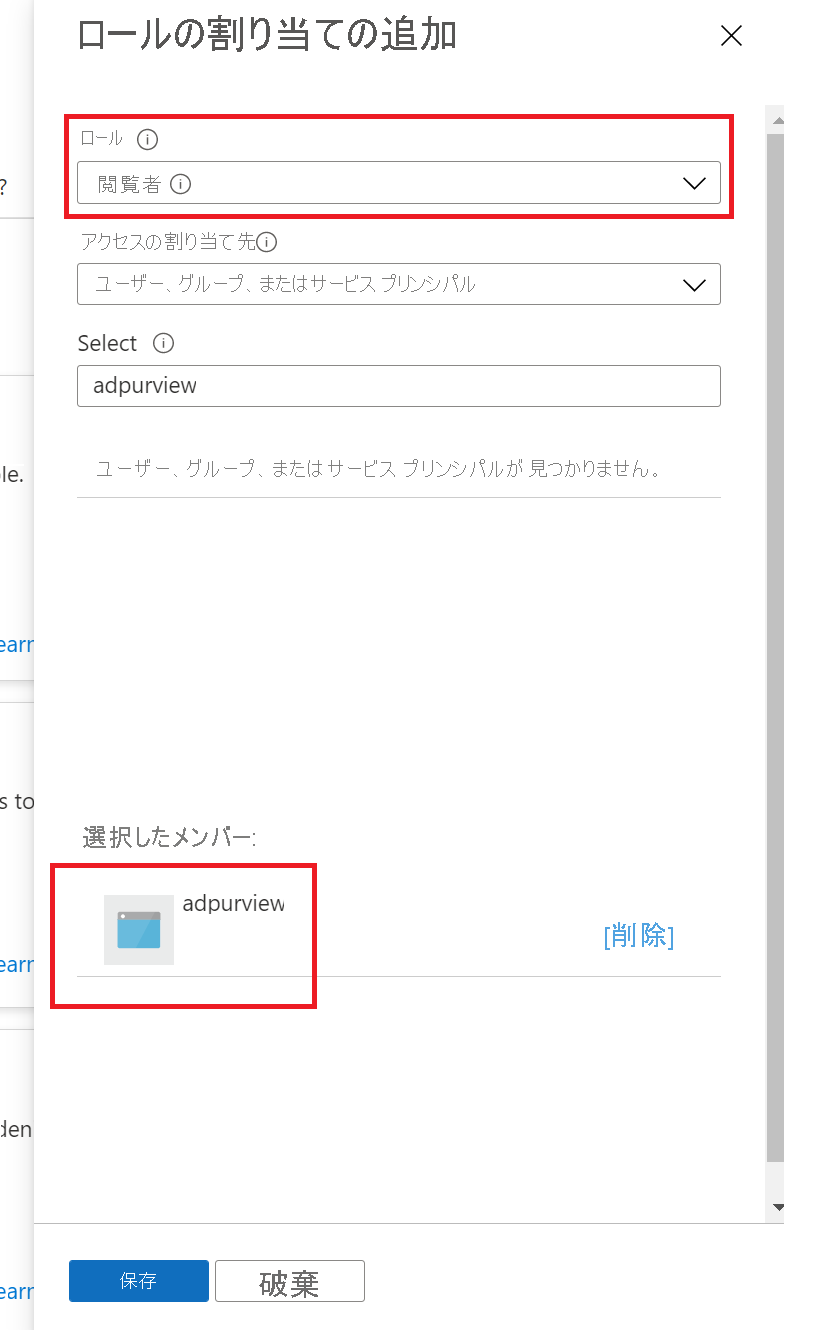 ロールの割り当ての追加
ロール
?
閲覧者
アクセスの割り当て先
ユーザー、グループ、またはサービス プリンシパル
Select
adpurview
ユーザー、グループ、またはサービス プリンシパルが 見つかりません。
le.
earr
s to
選択したメンバー:
adpurview
[削除]
earr
den
earr
保存
破棄